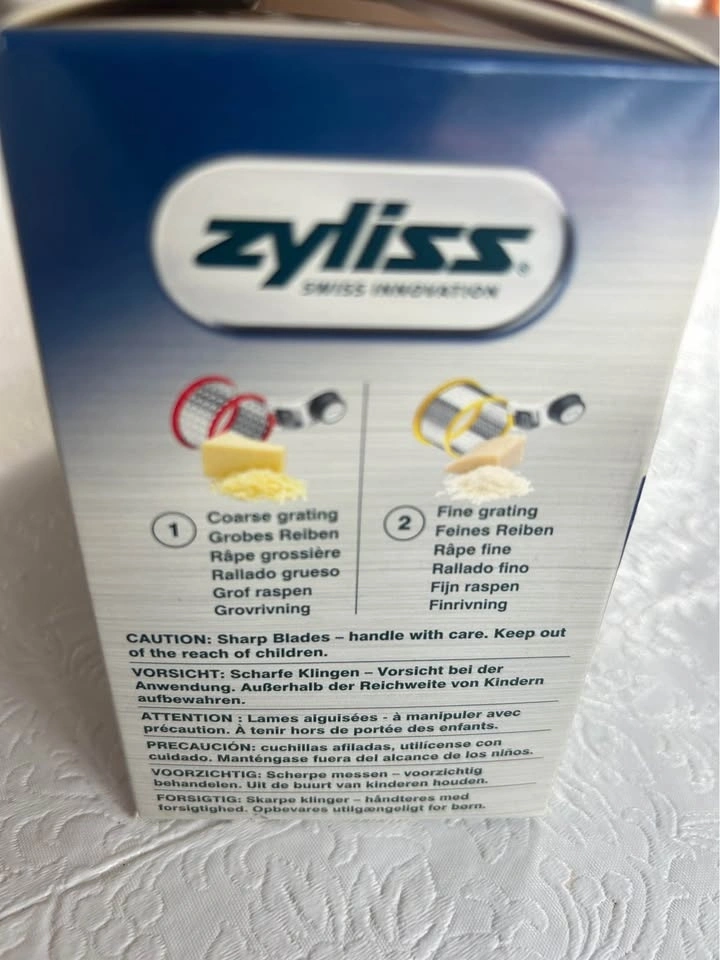 zyliss®
SWISS INNOVATION
1
Coarse grating
Grobes Reiben
Râpe grossière
Rallado grueso
Grof raspen
Grovrivning
2
Fine grating
Feines Reiben
Râpe fine
Rallado fino
Fijn raspen
Finrivning
CAUTION: Sharp Blades – handle with care. Keep out
of the reach of children.
VORSICHT: Scharfe Klingen – Vorsicht bei der
Anwendung. Außerhalb der Reichweite von Kindern
aufbewahren.
ATTENTION : Lames aiguisées - à manipuler avec
précaution. À tenir hors de portée des enfants.
PRECAUCIÓN: cuchillas afiladas, utilícense con
cuidado. Manténgase fuera del alcance de los niños.
VOORZICHTIG: Scherpe messen – voorzichtig
behandelen. Uit de buurt van kinderen houden.
FORSIGTIG: Skarpe klinger – håndteres med
forsigtighed. Opbevares utilgængeligt for børn.